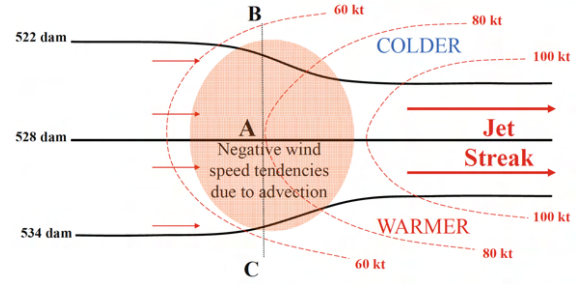 B
60 kt
80 kt
522 dam
COLDER
100 kt
A
Jet
528 dam
Negative wind
speed tendencies
due to advection
Streak
WARMER
100 kt
534 dam
80 kt
60 kt
C